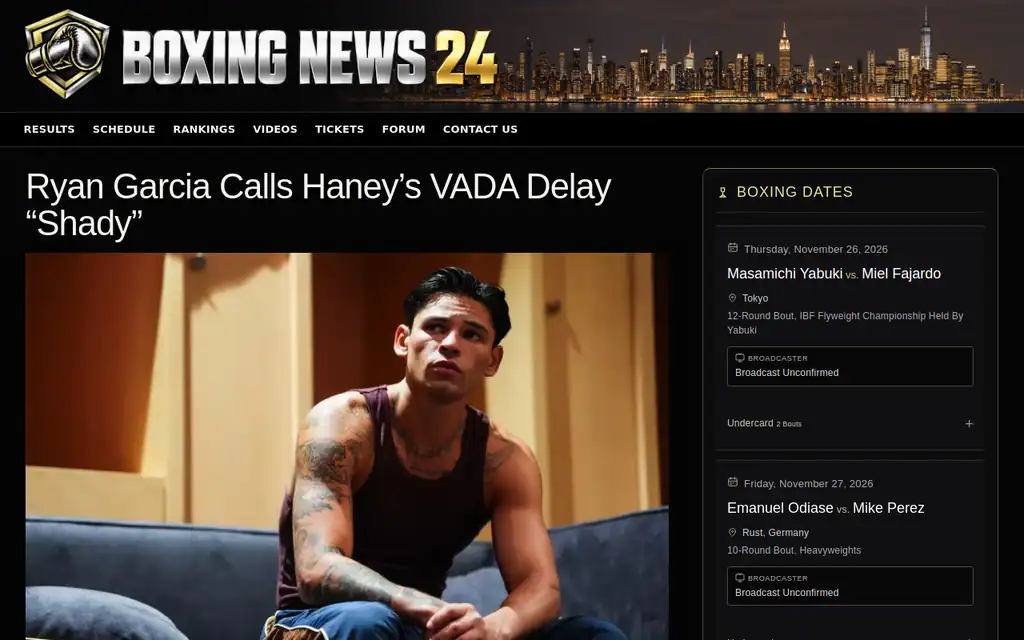 BOXING NEWS 24
RESULTS SCHEDULE RANKINGS VIDEOS TICKETS FORUM CONTACT US
Ryan Garcia Calls Haney’s VADA Delay
“Shady”
BOXING DATES
Thursday, November 26, 2026
Masamichi Yabuki vs. Miel Fajardo
Tokyo
12-Round Bout, IBF Flyweight Championship Held By
Yabuki
BROADCASTER
Broadcast Unconfirmed
Undercard 2 Bouts +
Friday, November 27, 2026
Emanuel Odiase vs. Mike Perez
Rust, Germany
10-Round Bout, Heavyweights
BROADCASTER
Broadcast Unconfirmed